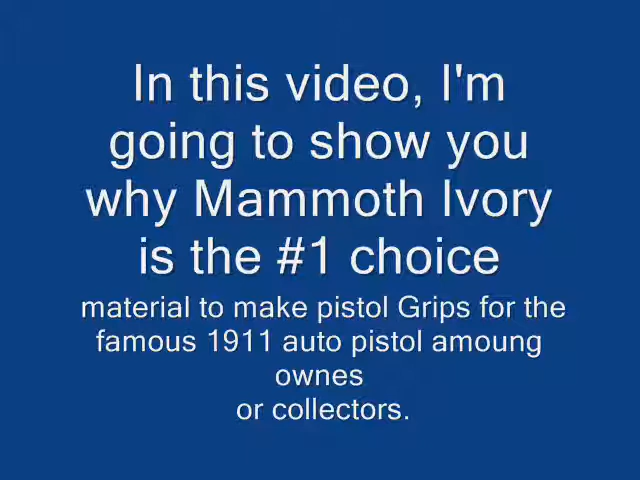 In this video, I'm
going to show you
why Mammoth Ivory
is the #1 choice
material to make pistol Grips for the
famous 1911 auto pistol amoung
ownes
or collectors.